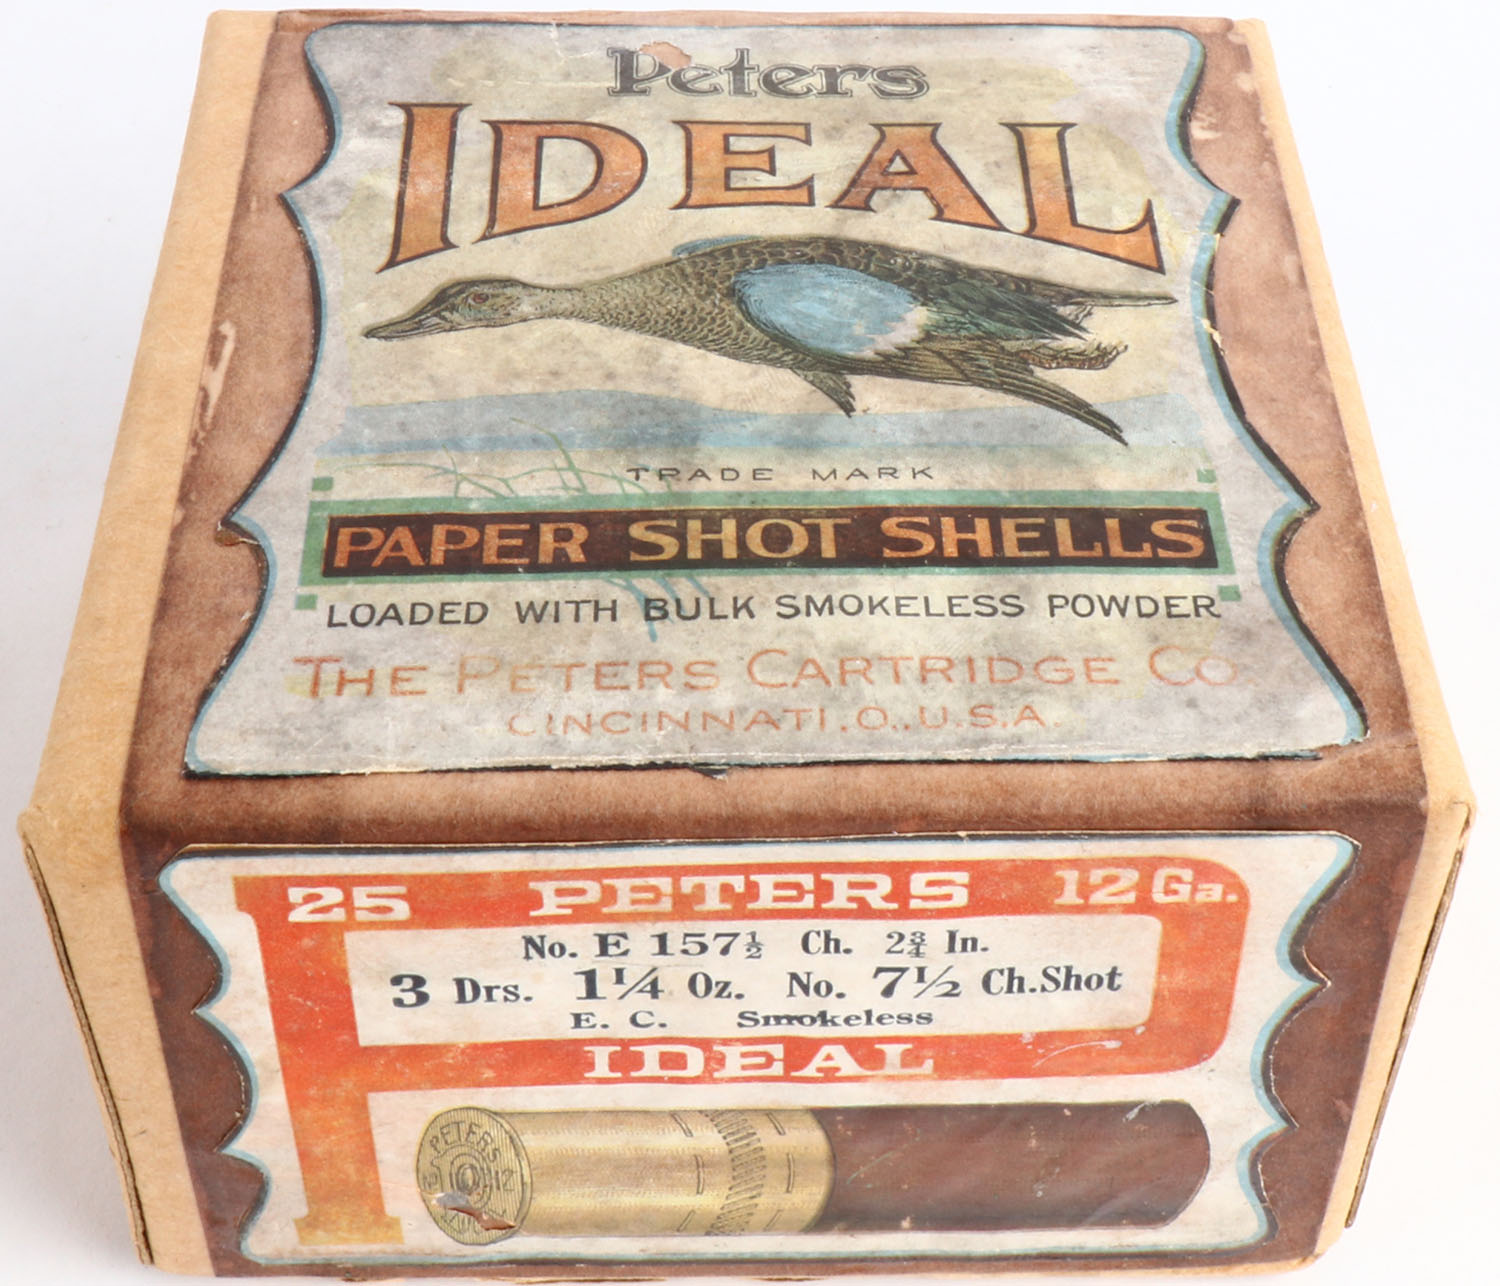 Peters
IDEAL
TRADE MARK
PAPER SHOT SHELLS
LOADED WITH BULK SMOKELESS POWDER
THE PETERS CARTRIDGE CO.
CINCINNATI, O., U.S.A.
25 PETERS 12 Ga.
No. E 157½ Ch. 2¾ In.
3 Drs. 1¼ Oz. No. 7½ Ch. Shot
E. C. Smokeless
IDEAL
PETERS
12